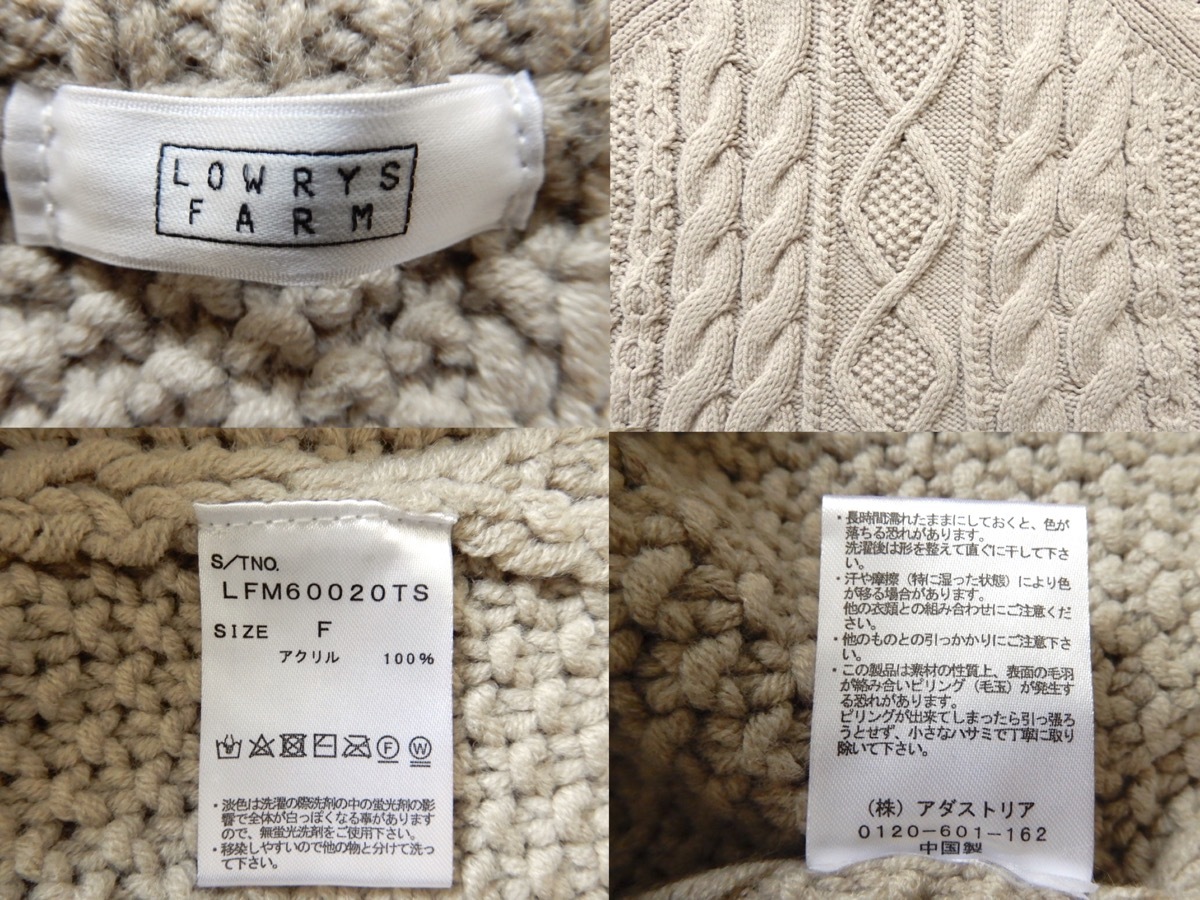 LOWRYS
FARM
S/TNO.
LFM60020TS
SIZE F
アクリル 100%
F W
・淡色は洗濯の際洗剤の中の蛍光剤の影
響で全体が白っぽくなる事があります
ので、無蛍光洗剤をご使用下さい。
・移染しやすいので他の物と分けて洗っ
て下さい。
・長時間濡れたままにしておくと、色が
落ちる恐れがあります。
洗濯後は形を整えて直ぐに干して下さ
い。
・汗や摩擦（特に湿った状態）により色
が移る場合があります。
他の衣類との組み合わせにご注意くだ
さい。
・他のものとの引っかかりにご注意下さ
い。
・この製品は素材の性質上、表面の毛羽
が絡み合いピリング（毛玉）が発生す
る恐れがあります。
ピリングが出来てしまったら引っ張ろ
うとせず、小さなハサミで丁寧に取り
除いて下さい。
（株）アダストリア
0120-601-162
中国製